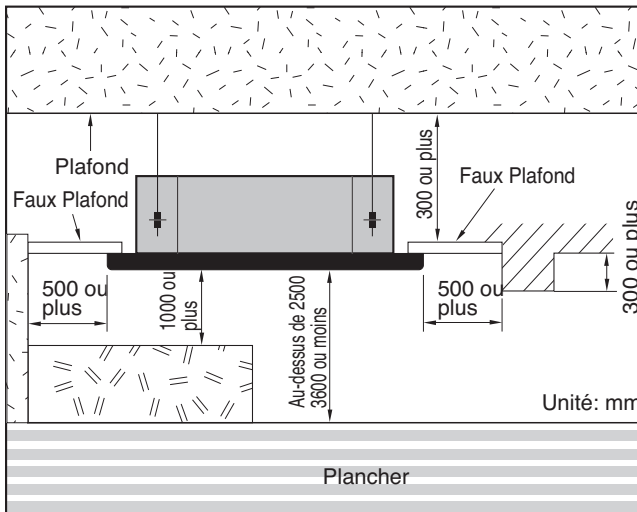 Plafond
Faux Plafond
300 ou plus
Faux Plafond
500 ou
plus
1000 ou
plus
Au-dessus de 2500
3600 ou moins
500 ou
plus
300 ou plus
Unité: mm
Plancher